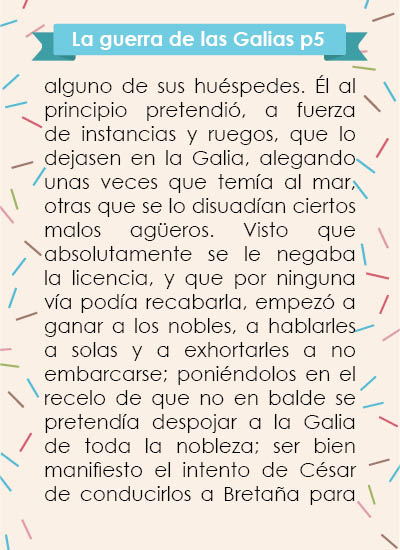 La guerra de las Galias p5
alguno de sus huéspedes. Él al
principio pretendió, a fuerza
de instancias y ruegos, que lo
dejasen en la Galia, alegando
unas veces que temía al mar,
otras que se lo disuadían ciertos
malos agüeros. Visto que
absolutamente se le negaba
la licencia, y que por ninguna
vía podía recabarla, empezó a
ganar a los nobles, a hablarles
a solas y a exhortarles a no
embarcarse; poniéndolos en el
recelo de que no en balde se
pretendía despojar a la Galia
de toda la nobleza; ser bien
manifiesto el intento de César
de conducirlos a Bretaña para